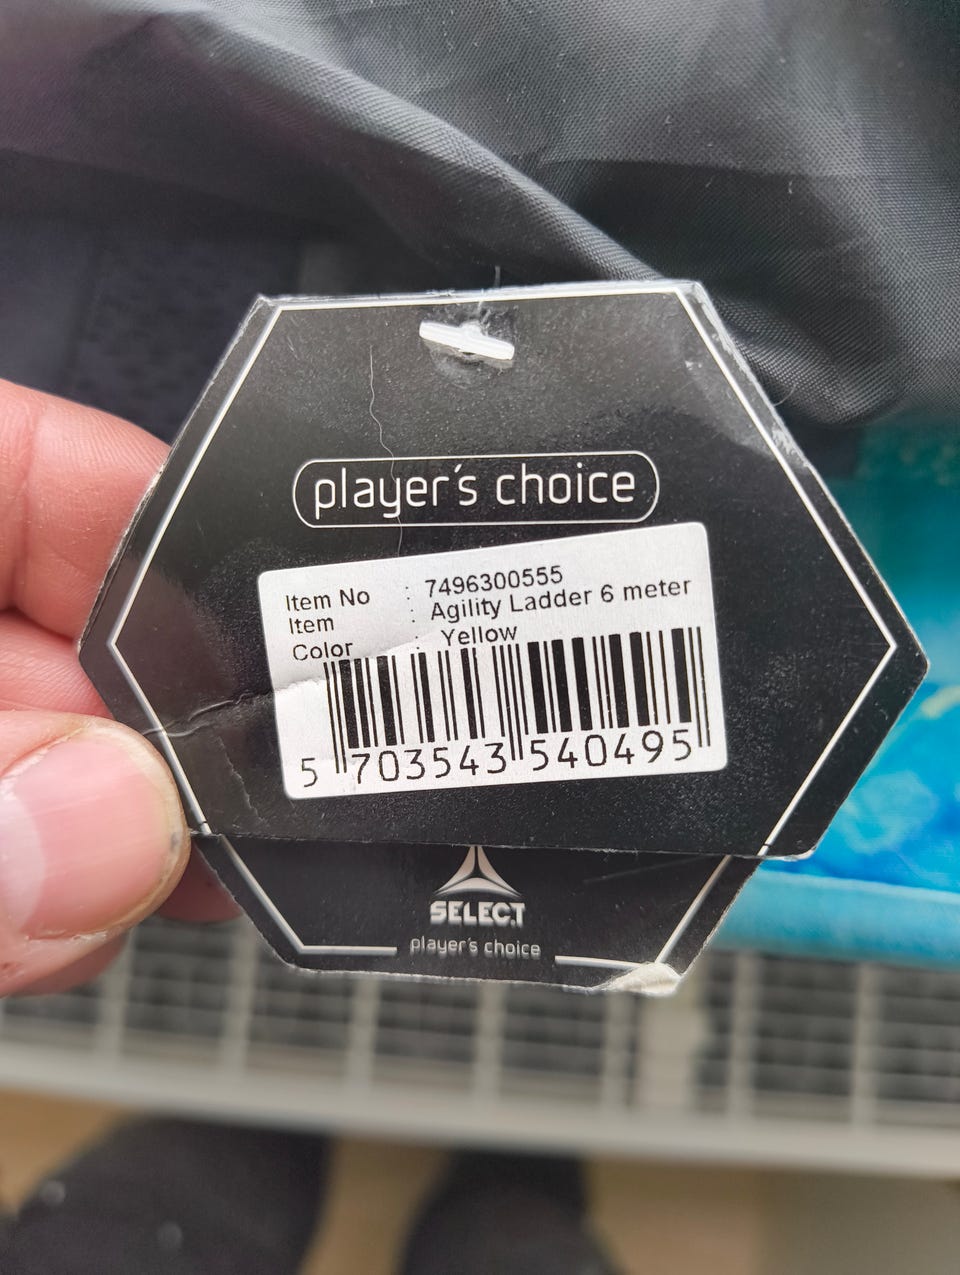 player's choice
Item No : 7496300555
Item : Agility Ladder 6 meter
Color : Yellow
5 703543 540495
SELECT
player's choice